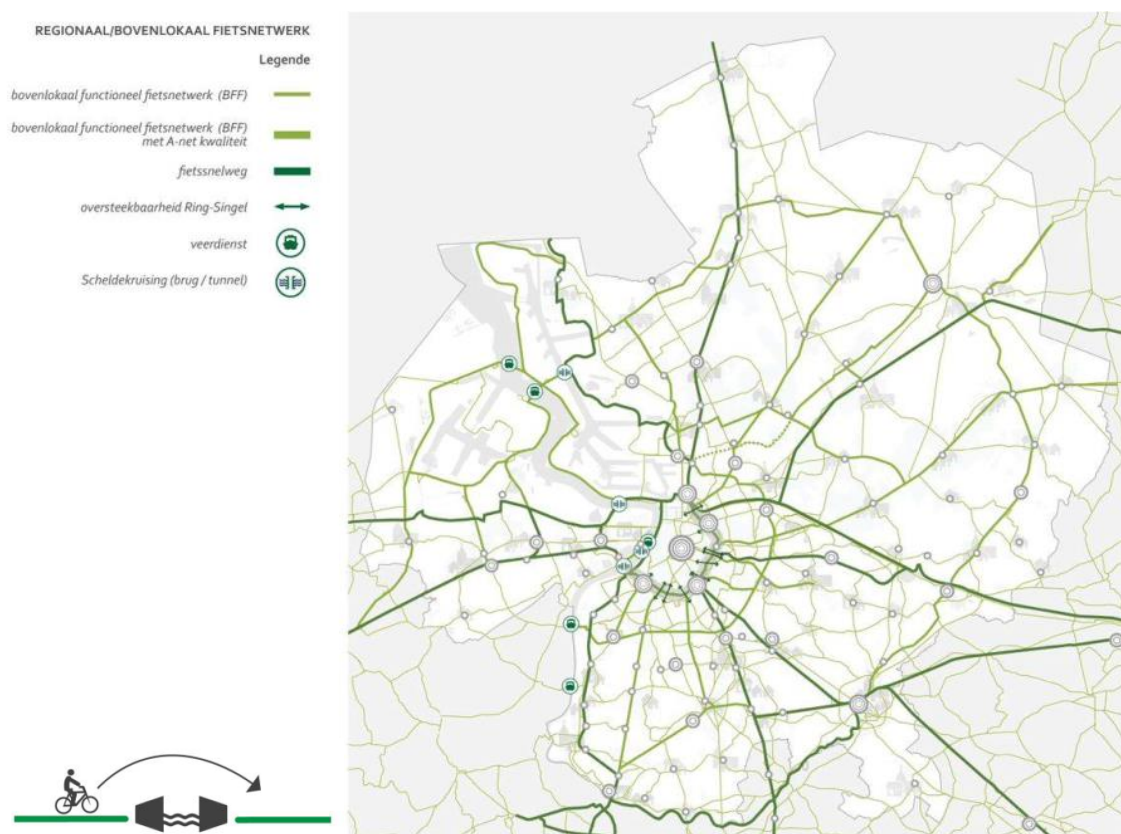 REGIONAAL/BOVENLOKAAL FIETSNETWERK
Legende
bovenlokaal functioneel fietsnetwerk (BFF)
bovenlokaal functioneel fietsnetwerk (BFF)
met A-net kwaliteit
fietssnelweg
oversteekbaarheid Ring-Singel
veerdienst
Scheldekruising (brug / tunnel)